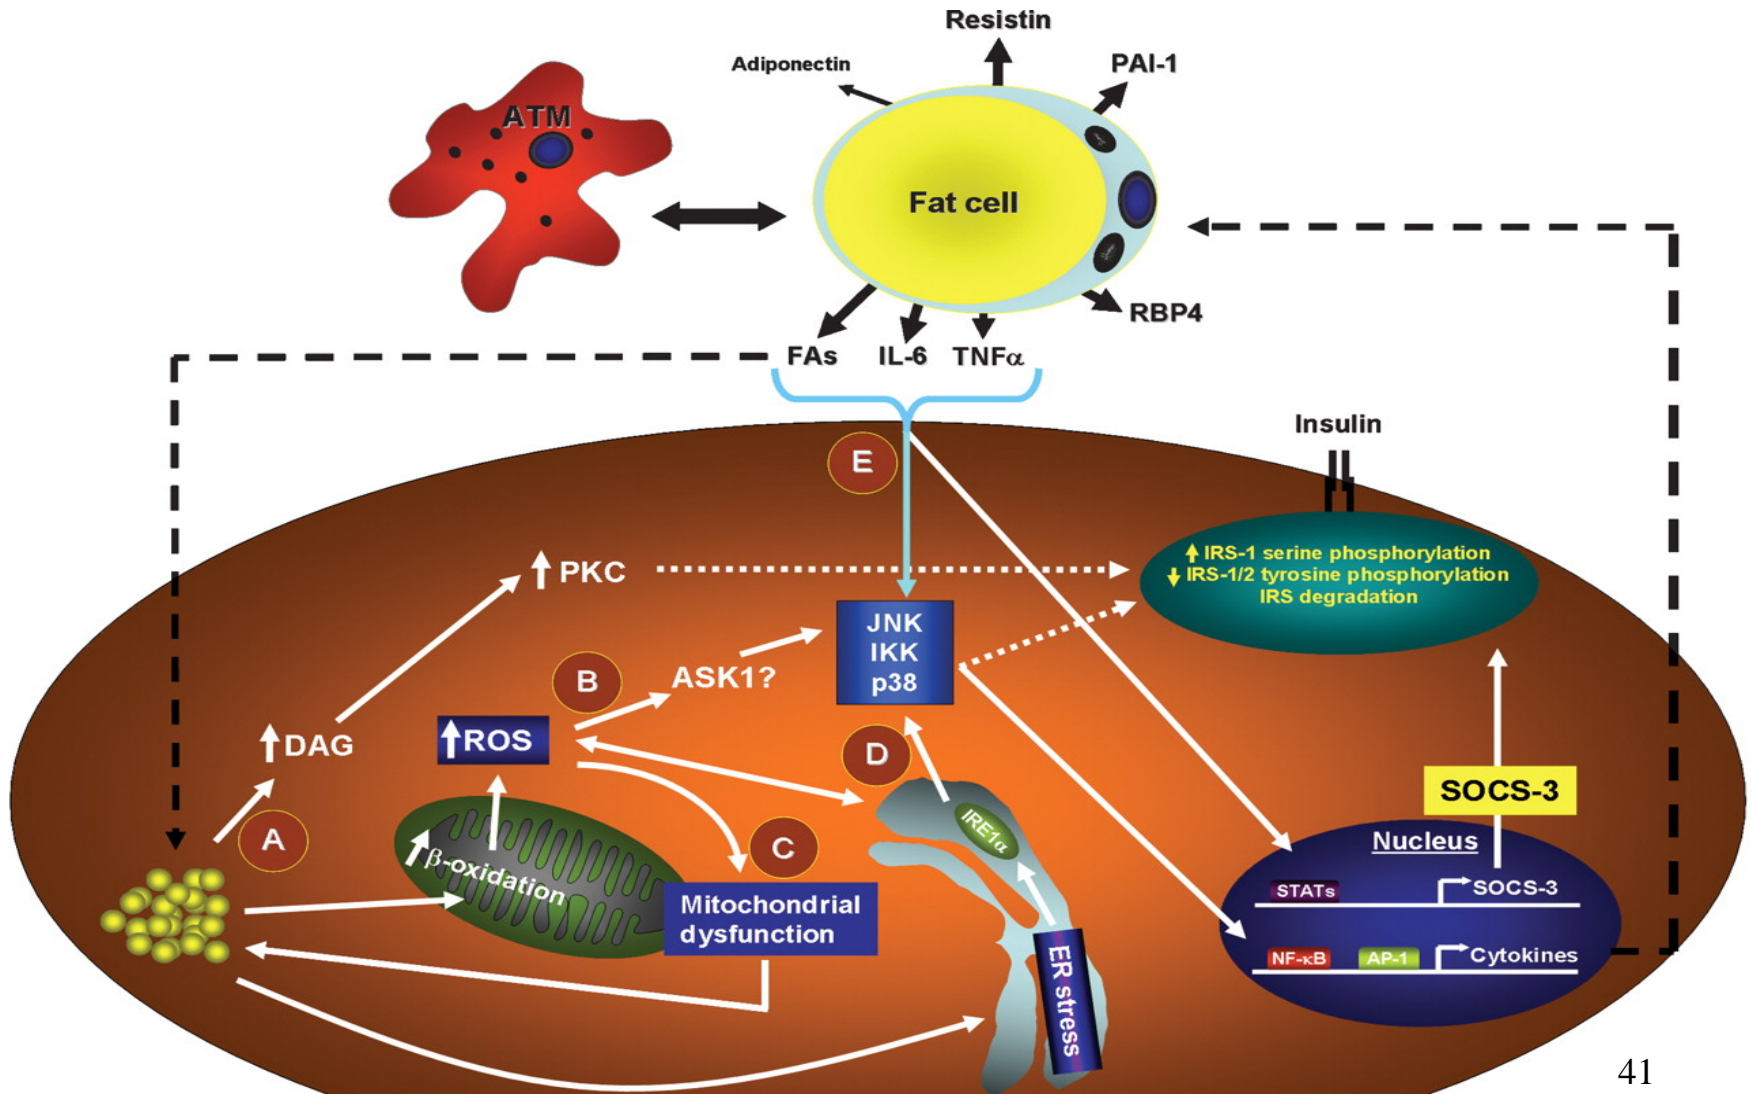 Resistin
Adiponectin
PAI-1
ATM
Fat cell
RBP4
FAs
IL-6
TNFα
Insulin
E
↑ IRS-1 serine phosphorylation
↓ IRS-1/2 tyrosine phosphorylation
IRS degradation
↑ PKC
JNK
IKK
p38
B
ASK1?
↑ DAG
↑ ROS
D
A
C
↑ β-oxidation
IRE1α
SOCS-3
Nucleus
STATs
SOCS-3
Mitochondrial
dysfunction
NF-κB
AP-1
Cytokines
ER stress
41